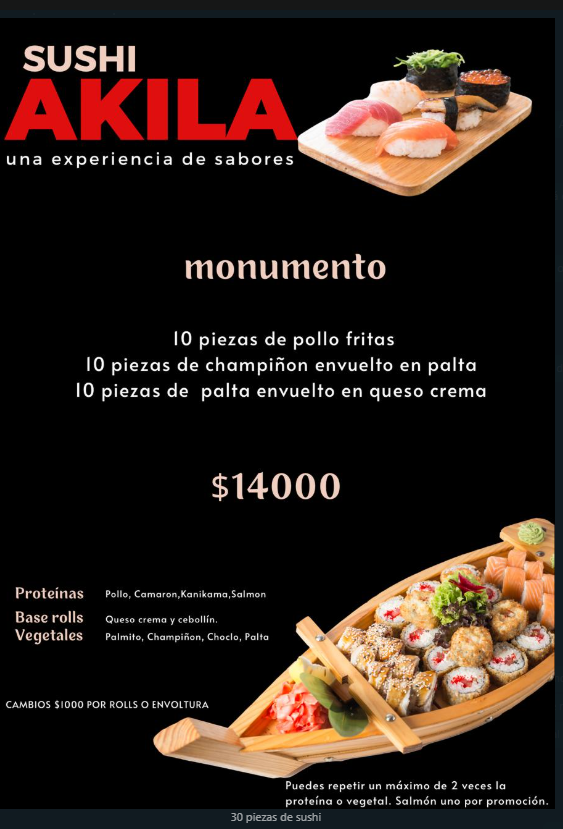 SUSHI
AKILA
una experiencia de sabores
monumento
10 piezas de pollo fritas
10 piezas de champiñon envuelto en palta
10 piezas de palta envuelto en queso crema
$14000
Proteínas Pollo, Camaron,Kanikama,Salmon
Base rolls Queso crema y cebollín.
Vegetales Palmito, Champiñon, Choclo, Palta
CAMBIOS $1000 POR ROLLS O ENVOLTURA
Puedes repetir un máximo de 2 veces la
proteína o vegetal. Salmón uno por promoción.
30 piezas de sushi